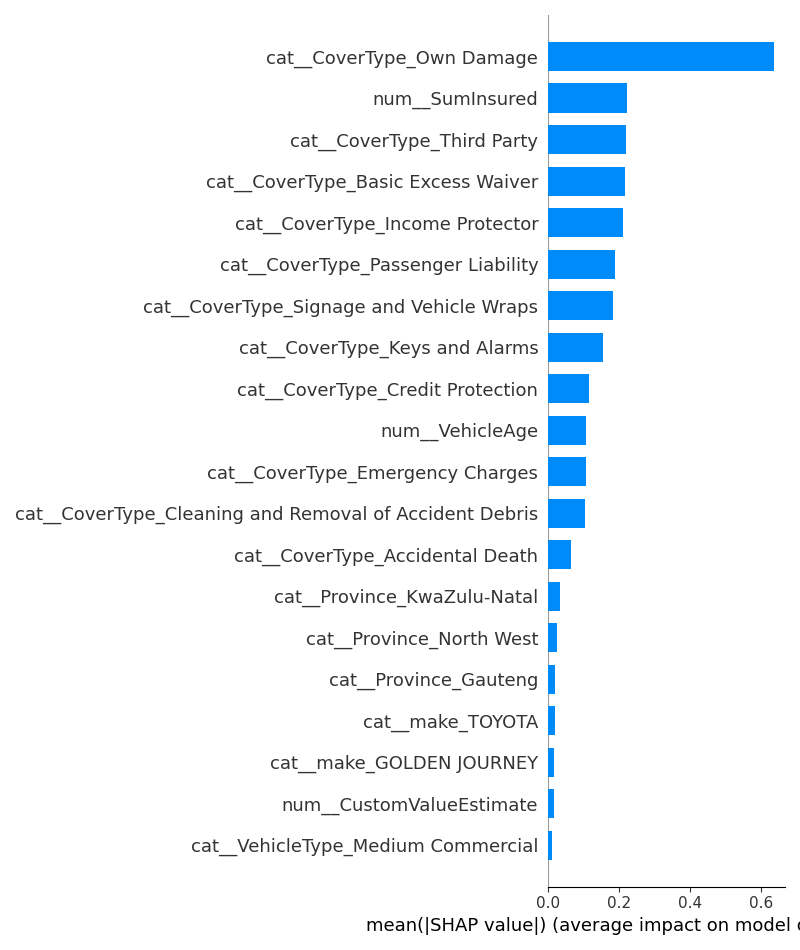 cat__CoverType_Own Damage
num__SumInsured
cat__CoverType_Third Party
cat__CoverType_Basic Excess Waiver
cat__CoverType_Income Protector
cat__CoverType_Passenger Liability
cat__CoverType_Signage and Vehicle Wraps
cat__CoverType_Keys and Alarms
cat__CoverType_Credit Protection
num__VehicleAge
cat__CoverType_Emergency Charges
cat__CoverType_Cleaning and Removal of Accident Debris
cat__CoverType_Accidental Death
cat__Province_KwaZulu-Natal
cat__Province_North West
cat__Province_Gauteng
cat__make_TOYOTA
cat__make_GOLDEN JOURNEY
num__CustomValueEstimate
cat__VehicleType_Medium Commercial
0.0 0.2 0.4 0.6
mean(|SHAP value|) (average impact on model